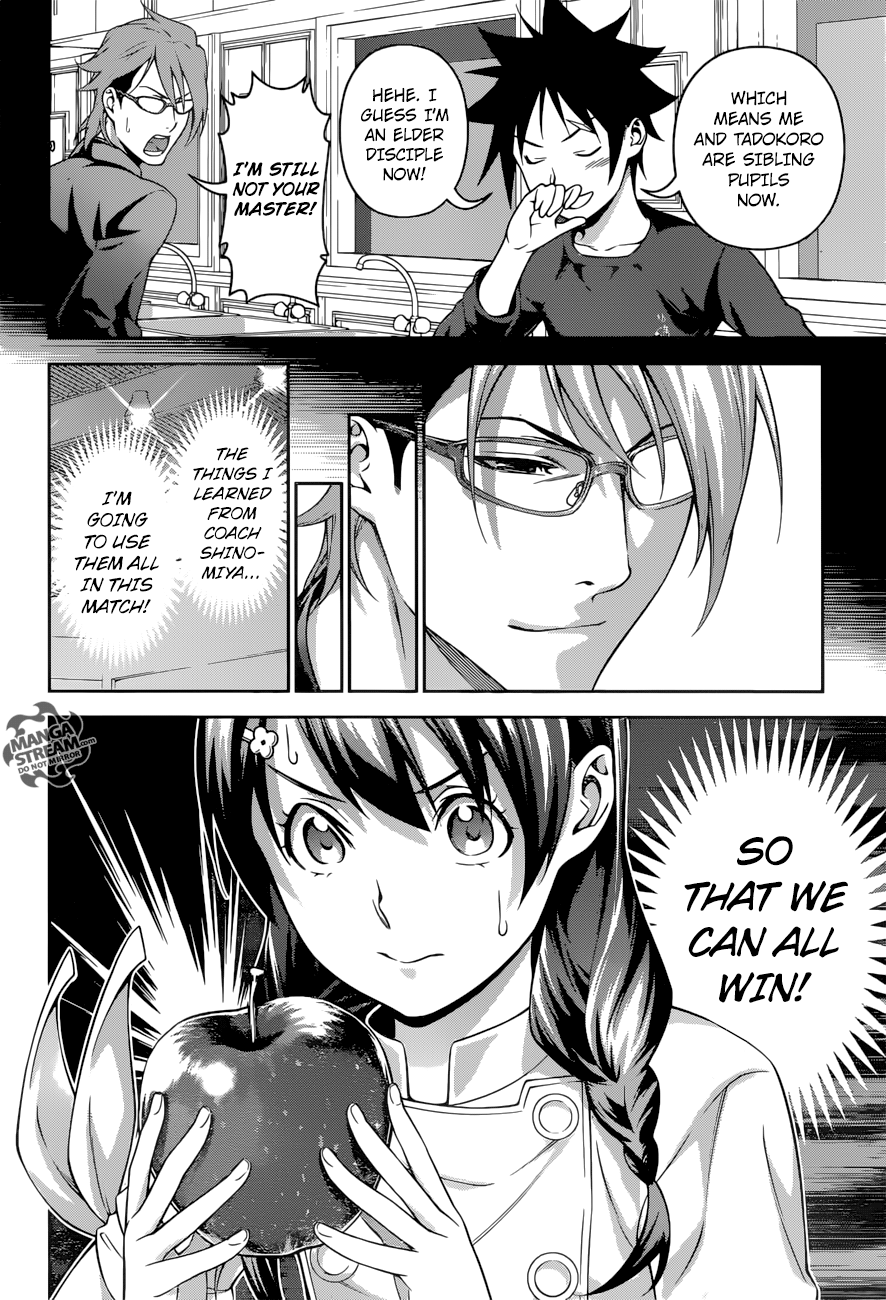 WHICH
MEANS ME
AND TADOKORO
ARE SIBLING
PUPILS
NOW.
HEHE. I
GUESS I'M
AN ELDER
DISCIPLE
NOW!
I'M STILL
NOT YOUR
MASTER!
THE
THINGS I
LEARNED
FROM
COACH
SHINO-
MIYA...
I'M
GOING
TO USE
THEM ALL
IN THIS
MATCH!
MANGA
STREAM.com
DO NOT MIRROR
SO
THAT WE
CAN ALL
WIN!